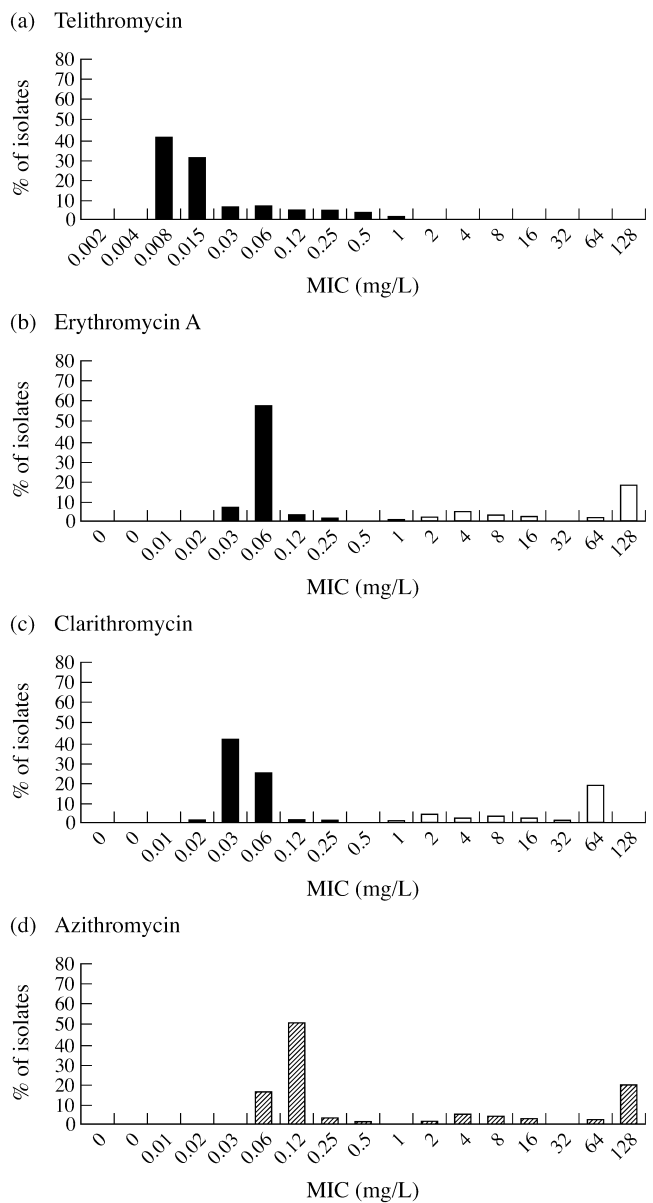 (a) Telithromycin
80
70
60
50
40
30
20
10
0
% of isolates
0.002 0.004 0.008 0.015 0.03 0.06 0.12 0.25 0.5 1 2 4 8 16 32 64 128
MIC (mg/L)
(b) Erythromycin A
80
70
60
50
40
30
20
10
0
% of isolates
0 0 0.01 0.02 0.03 0.06 0.12 0.25 0.5 1 2 4 8 16 32 64 128
MIC (mg/L)
(c) Clarithromycin
80
70
60
50
40
30
20
10
0
% of isolates
0 0 0.01 0.02 0.03 0.06 0.12 0.25 0.5 1 2 4 8 16 32 64 128
MIC (mg/L)
(d) Azithromycin
80
70
60
50
40
30
20
10
0
% of isolates
0 0 0.01 0.02 0.03 0.06 0.12 0.25 0.5 1 2 4 8 16 32 64 128
MIC (mg/L)